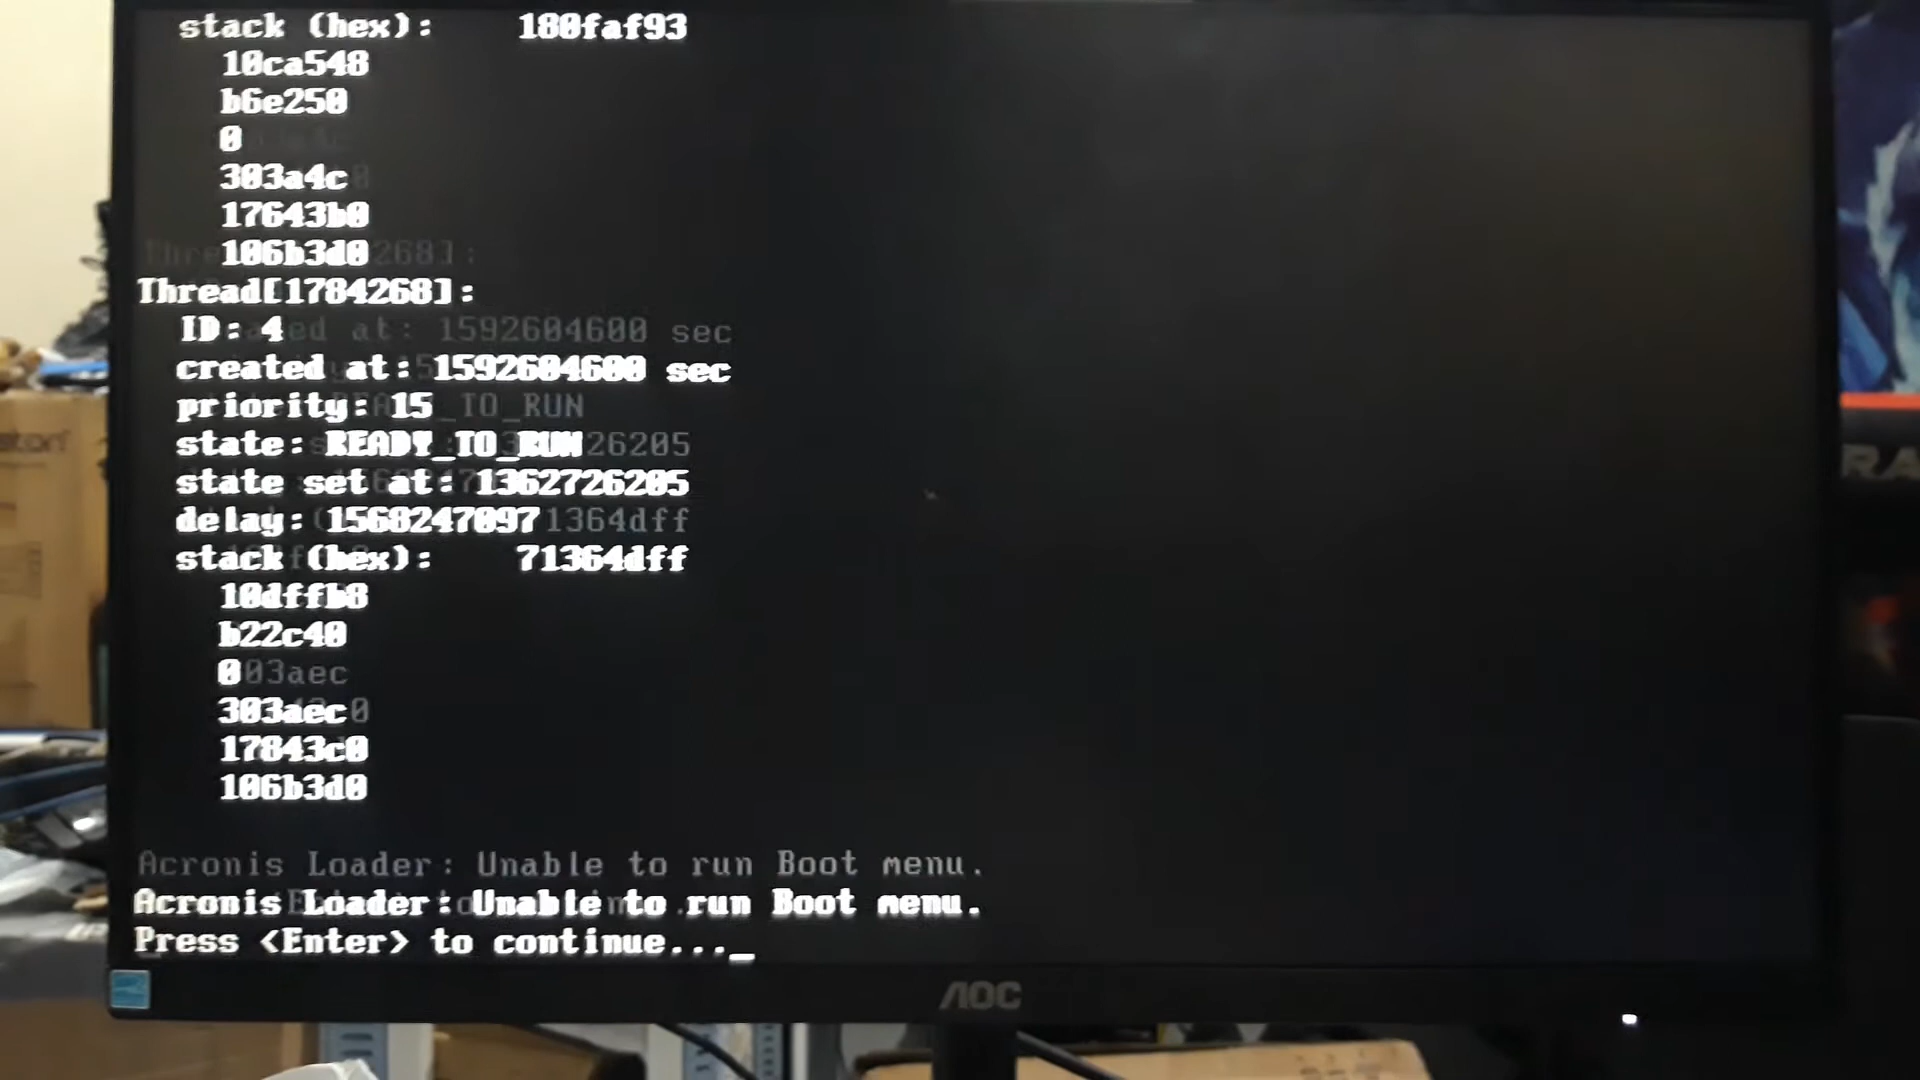 stack (hex):    180faf93
10ca548
b6e250
0
303a4c
17643b0
106b3d0
Thread[1784268]:
ID: 4
created at: 1592604600 sec
priority: 15
state: READY_TO_RUN
state set at: 1362726205
delay: 1568247097
stack (hex):    71364dff
10dffb8
b22c40
0
303aec
17843c0
106b3d0
Acronis Loader: Unable to run Boot menu.
Acronis Loader: Unable to run Boot menu.
Press <Enter> to continue..._
AOC
RA